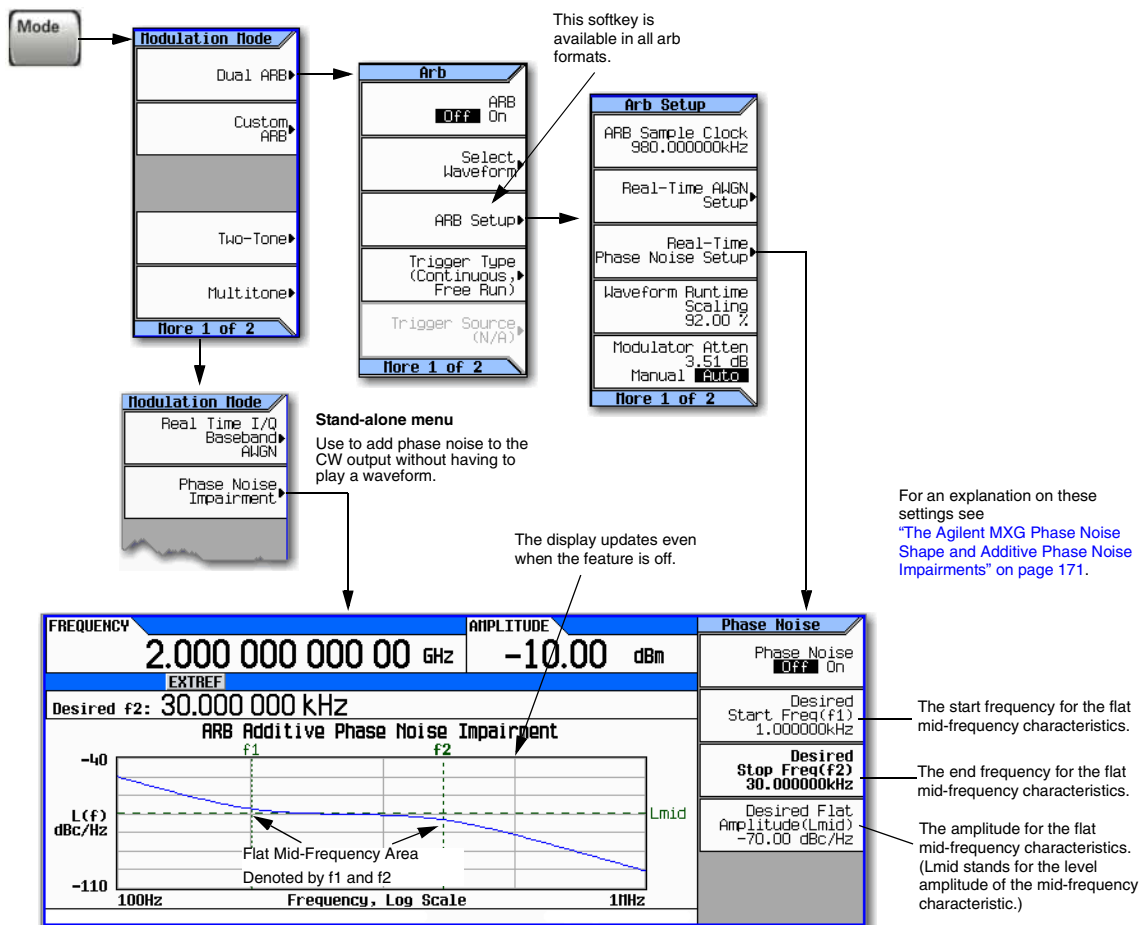 Mode
Modulation Mode
Dual ARB
Custom
ARB
Two-Tone
Multitone
More 1 of 2
Arb
ARB
Off On
Select
Waveform
ARB Setup
Trigger Type
(Continuous,
Free Run)
Trigger Source
(N/A)
More 1 of 2
This softkey is
available in all arb
formats.
Arb Setup
ARB Sample Clock
980.000000kHz
Real-Time AWGN
Setup
Real-Time
Phase Noise Setup
Waveform Runtime
Scaling
92.00 %
Modulator Atten
3.51 dB
Manual Auto
More 1 of 2
Modulation Mode
Real Time I/Q
Baseband
AWGN
Phase Noise
Impairment
Stand-alone menu
Use to add phase noise to the
CW output without having to
play a waveform.
The display updates even
when the feature is off.
For an explanation on these
settings see
“The Agilent MXG Phase Noise
Shape and Additive Phase Noise
Impairments” on page 171.
FREQUENCY
2.000 000 000 00 GHz
AMPLITUDE
-10.00 dBm
EXTREF
Desired f2: 30.000 000 kHz
ARB Additive Phase Noise Impairment
f1
f2
-40
L(f)
dBc/Hz
-110
Lmid
Flat Mid-Frequency Area
Denoted by f1 and f2
100Hz
Frequency, Log Scale
1MHz
Phase Noise
Phase Noise
Off On
Desired
Start Freq(f1)
1.000000kHz
Desired
Stop Freq(f2)
30.000000kHz
Desired Flat
Amplitude(Lmid)
-70.00 dBc/Hz
The start frequency for the flat
mid-frequency characteristics.
The end frequency for the flat
mid-frequency characteristics.
The amplitude for the flat
mid-frequency characteristics.
(Lmid stands for the level
amplitude of the mid-frequency
characteristic.)